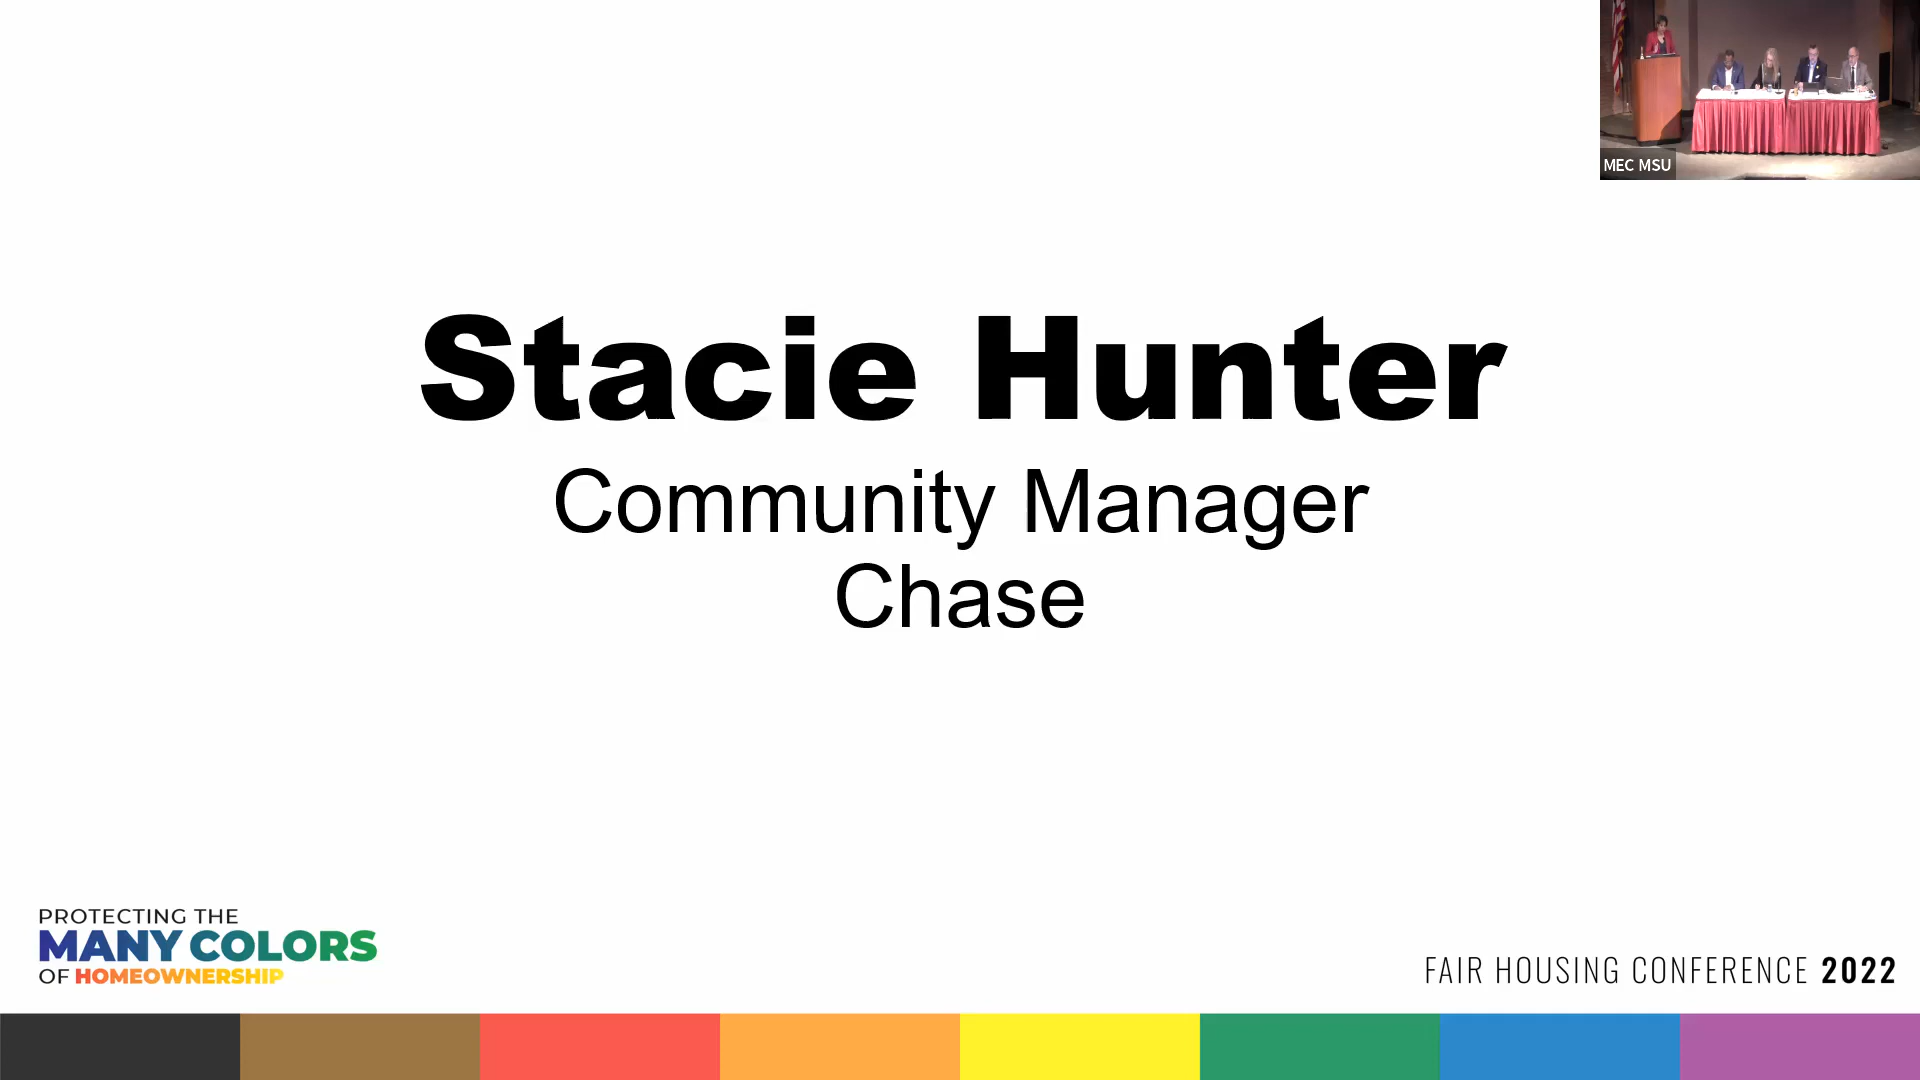 MEC MSU
Stacie Hunter
Community Manager
Chase
PROTECTING THE
MANY COLORS
OF HOMEOWNERSHIP
FAIR HOUSING CONFERENCE 2022